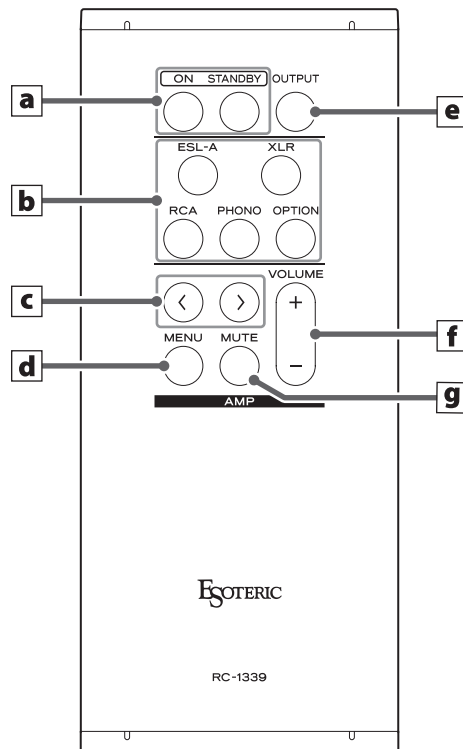 ON STANDBY OUTPUT
a
e
ESL-A XLR
b
RCA PHONO OPTION
VOLUME
c
< >
+
f
MENU MUTE
d
−
g
AMP
ESOTERIC
RC-1339